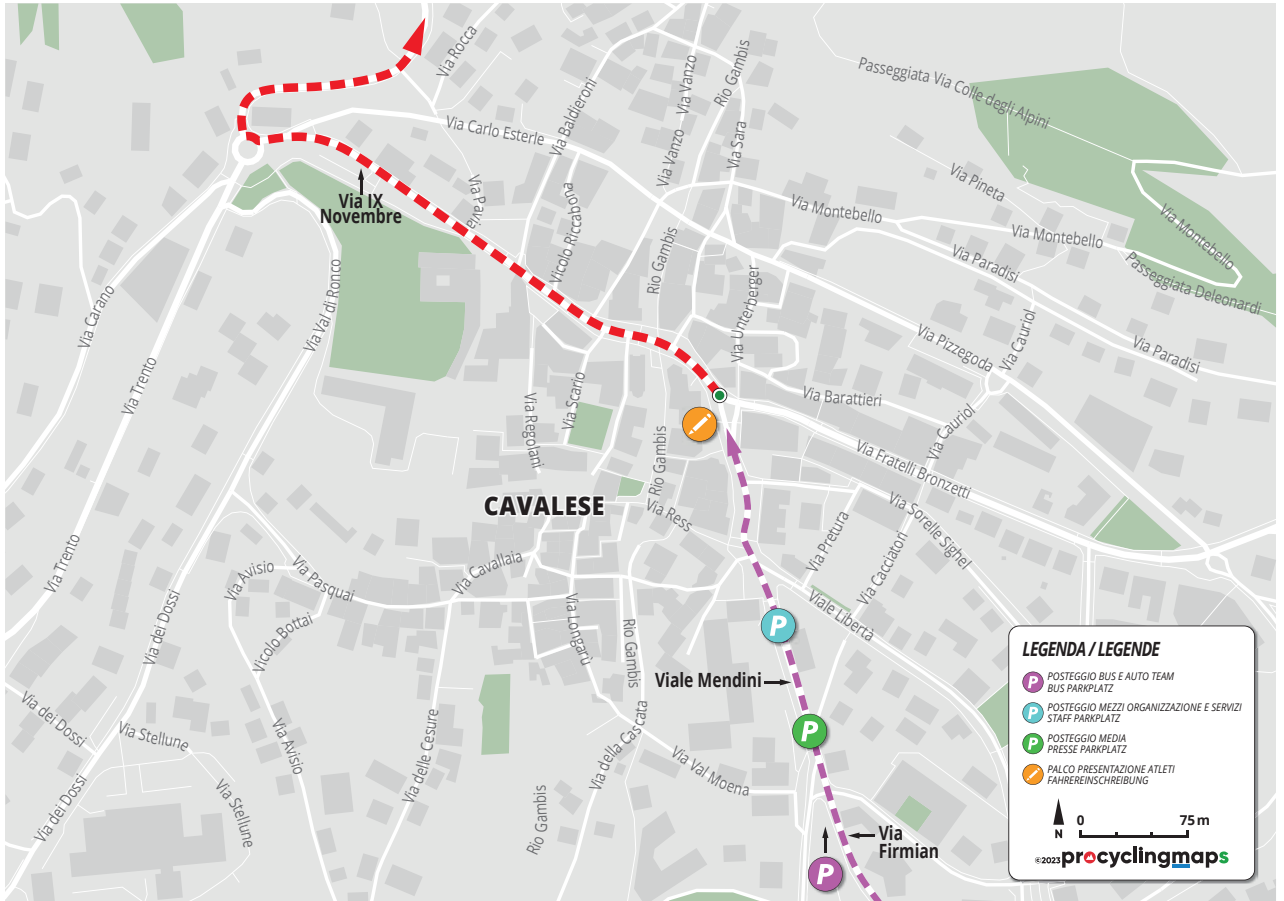 Via Rocca
Via Baldieroni
Via Vanzo
Rio Gambis
Passeggiata Via Colle degli Alpini
Via Carlo Esterle
Via Vanzo
Via Sara
Via IX
Novembre
Via Pavia
Vicolo Riccabona
Via Pineta
Via Montebello
Via Montebello
Via Montebello
Passeggiata Deleonardi
Via Carano
Via Val di Ronco
Rio Gambis
Via Unterberger
Via Paradisi
Via Paradisi
Via Trento
Via Pizzegoda
Via Cauriol
Via Regolani
Via Scario
Via Barattieri
Via Cauriol
Rio Gambis
Via Fratelli Bronzetti
CAVALESE
Via Ress
Via Sorelle Sighel
Via Pretura
Via Cacciatori
Via Trento
Via Avisio
Via Pasquai
Via Cavallaia
Viale Libertà
Via dei Dossi
Vicolo Bottai
Via Longarù
Rio Gambis
P
Viale Mendini
P
Via dei Dossi
Via Stellune
Via Avisio
Via delle Cesure
Via della Cascata
Via Val Moena
Via dei Dossi
Via Stellune
Rio Gambis
Via
Firmian
P
LEGENDA / LEGENDE
P
POSTEGGIO BUS E AUTO TEAM
BUS PARKPLATZ
P
POSTEGGIO MEZZI ORGANIZZAZIONE E SERVIZI
STAFF PARKPLATZ
P
POSTEGGIO MEDIA
PRESSE PARKPLATZ
PALCO PRESENTAZIONE ATLETI
FAHREREINSCHREIBUNG
N
0 75 m
©2023 procyclingmaps